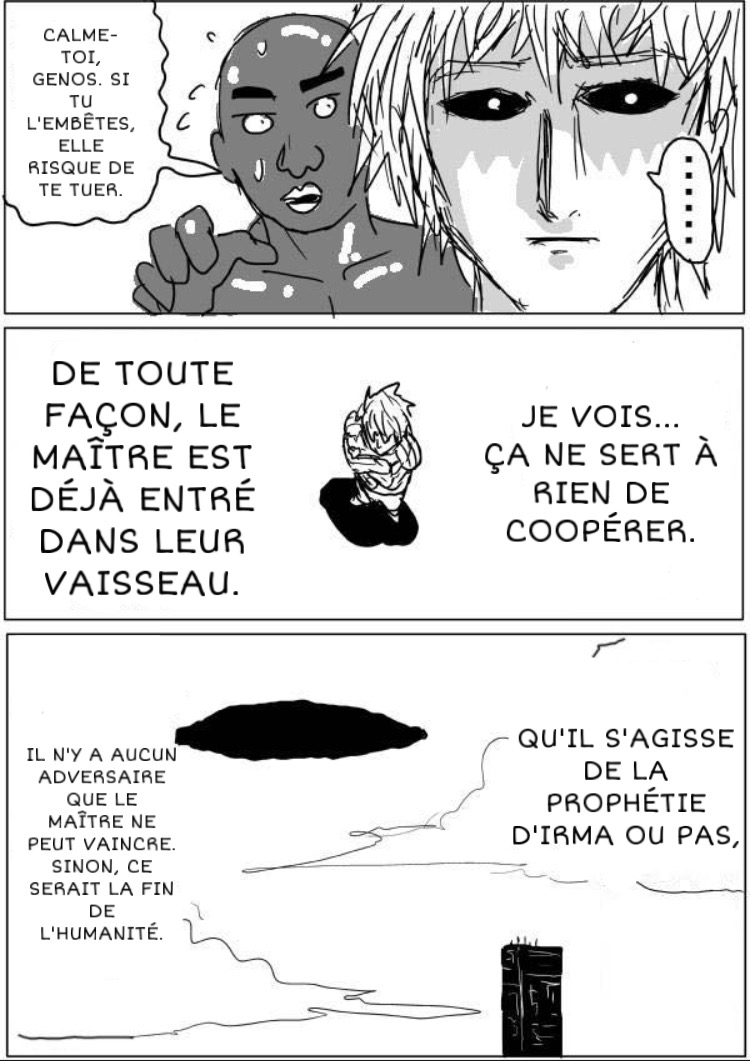 ......
CALME-
TOI,
GENOS. SI
TU
L'EMBÊTES,
ELLE
RISQUE DE
TE TUER.
JE VOIS...
ÇA NE SERT À
RIEN DE
COOPÉRER.
DE TOUTE
FAÇON, LE
MAÎTRE EST
DÉJÀ ENTRÉ
DANS LEUR
VAISSEAU.
QU'IL S'AGISSE
DE LA
PROPHÉTIE
D'IRMA OU PAS,
IL N'Y A AUCUN
ADVERSAIRE
QUE LE
MAÎTRE NE
PEUT VAINCRE.
SINON, CE
SERAIT LA FIN
DE
L'HUMANITÉ.